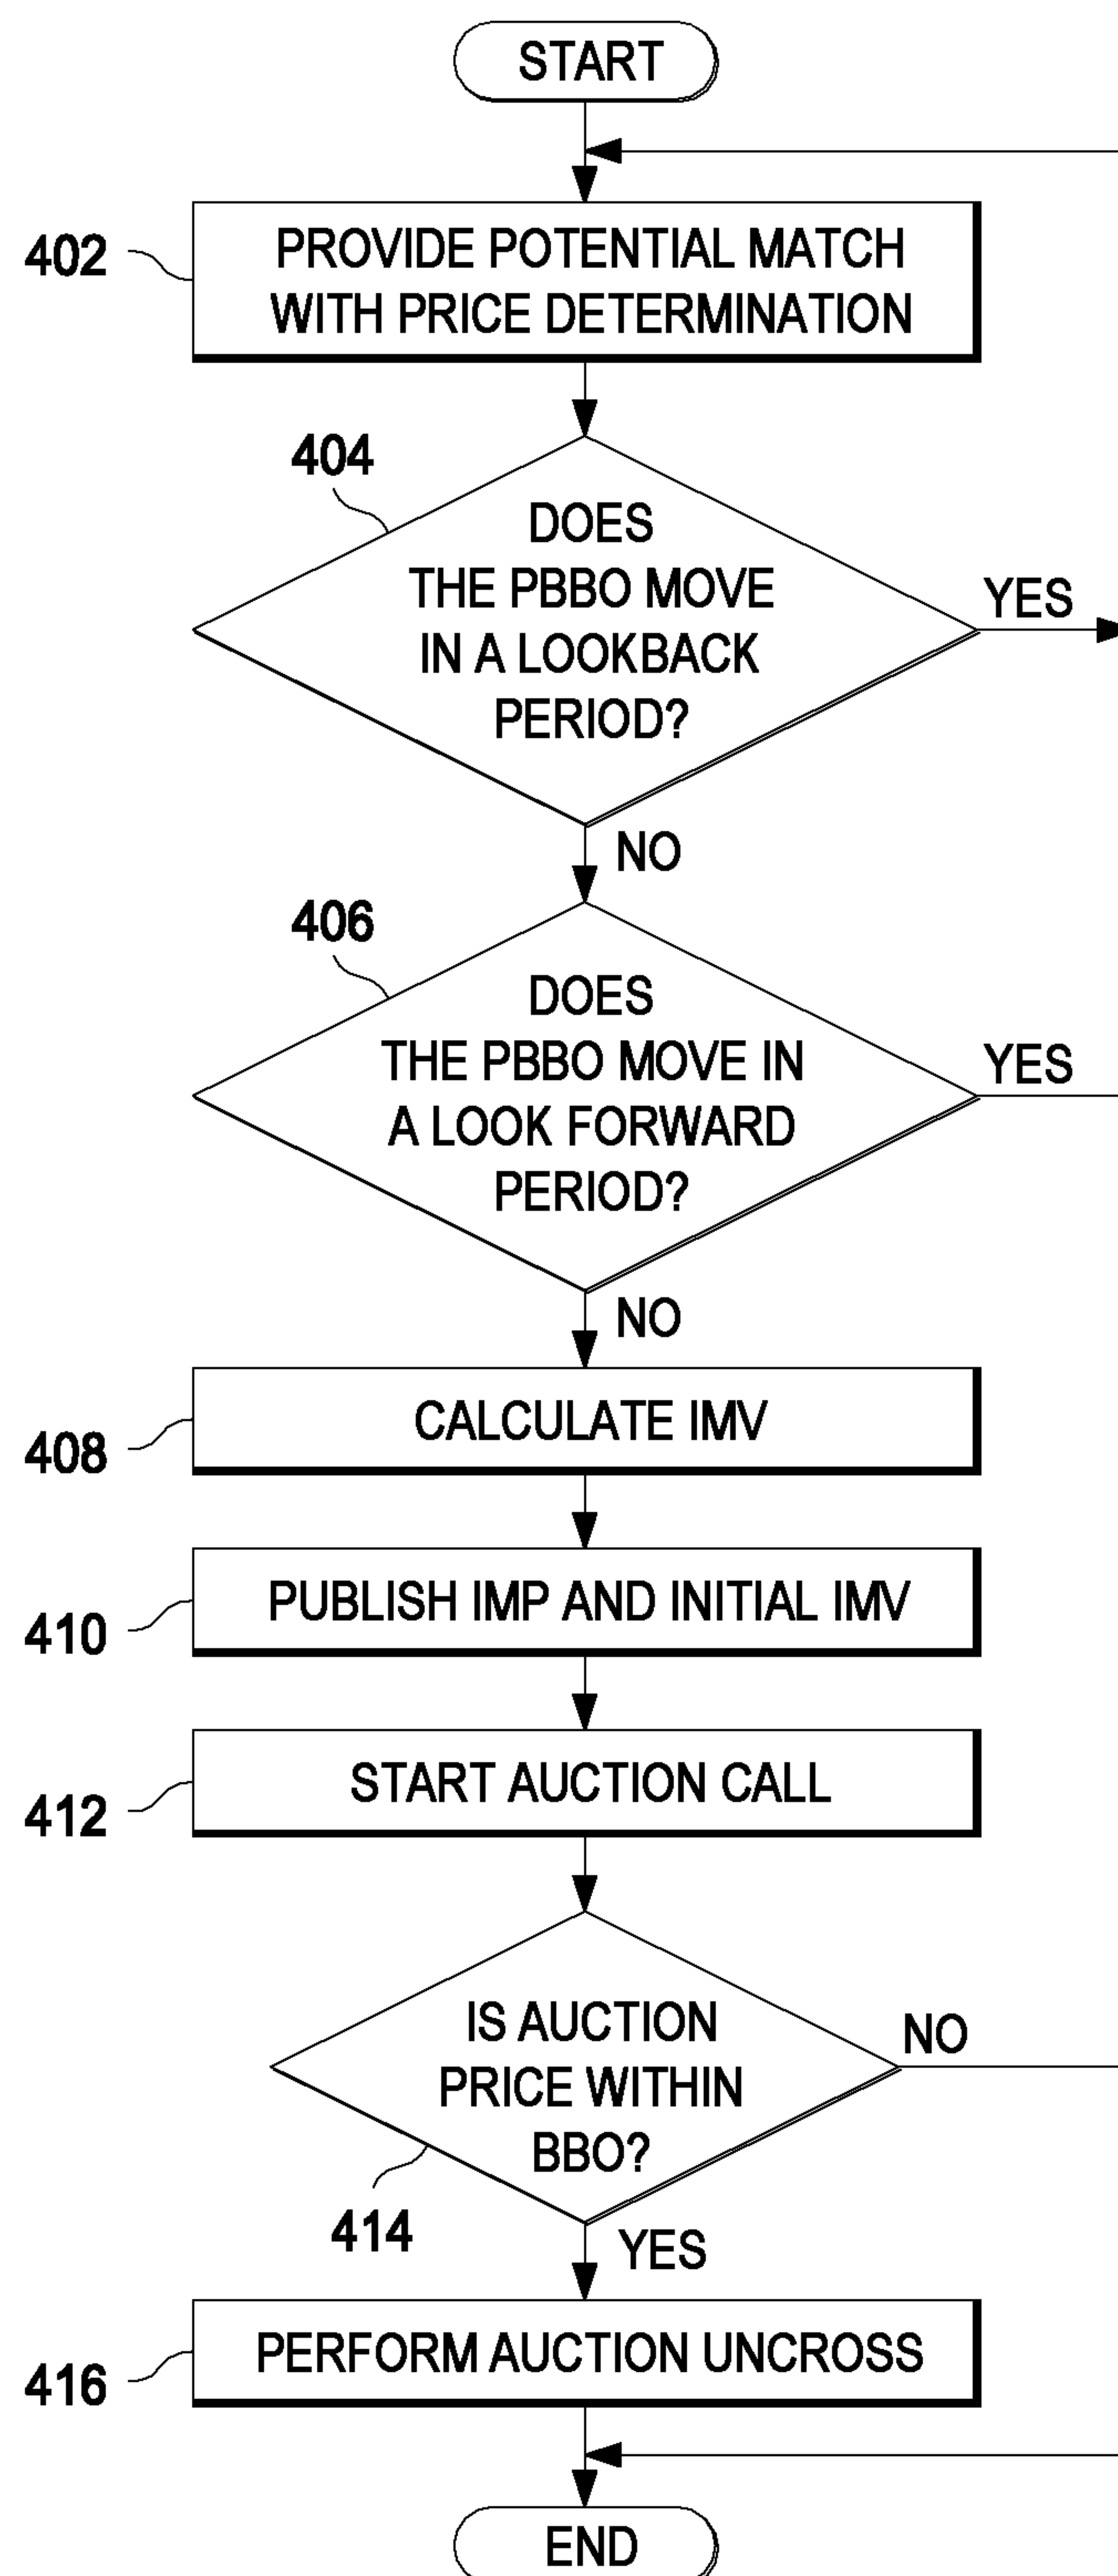 START
402
PROVIDE POTENTIAL MATCH
WITH PRICE DETERMINATION
404
DOES
THE PBBO MOVE
IN A LOOKBACK
PERIOD?
YES
NO
406
DOES
THE PBBO MOVE IN
A LOOK FORWARD
PERIOD?
YES
NO
408
CALCULATE IMV
410
PUBLISH IMP AND INITIAL IMV
412
START AUCTION CALL
IS AUCTION
PRICE WITHIN
BBO?
NO
414
YES
416
PERFORM AUCTION UNCROSS
END